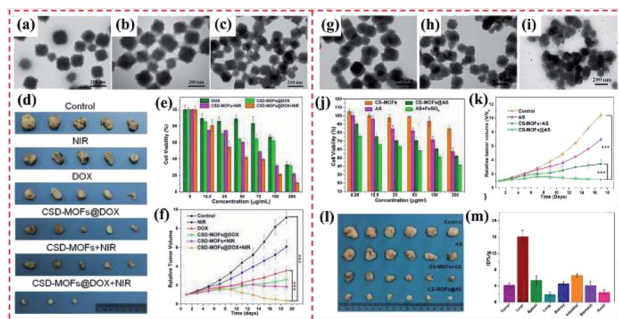 (a)
200 nm
(b)
200 nm
(c)
200 nm
(d)
Control
NIR
DOX
CSD-MOFs@DOX
CSD-MOFs+NIR
CSD-MOFs@DOX+NIR
(e)
DOX
CSD-MOFs@DOX
CSD-MOFs+NIR
CSD-MOFs@DOX+NIR
Cell Viability (%)
Concentration (μg/mL)
(f)
Control
NIR
DOX
CSD-MOFs@DOX
CSD-MOFs+NIR
CSD-MOFs@DOX+NIR
Relative Tumor Volume
Time (days)
(g)
200 nm
(h)
200 nm
(i)
200 nm
(j)
CS-MOFs
CS-MOFs@AS
AS
AS+FeSO4
Cell Viability (%)
Concentration (μg/ml)
(k)
Control
AS
CS-MOFs+AS
CS-MOFs@AS
Relative tumor volume
Time (Days)
(l)
Control
AS
CS-MOFs+AS
CS-MOFs@AS
(m)
ID%/g
Tumor
Liver
Spleen
Lung
Kidney
Intestine
Stomach
Heart